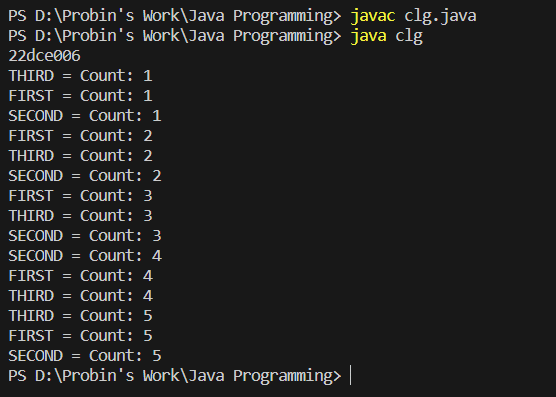 PS D:\Probin's Work\Java Programming> javac clg.java
PS D:\Probin's Work\Java Programming> java clg
22dce006
THIRD = Count: 1
FIRST = Count: 1
SECOND = Count: 1
FIRST = Count: 2
THIRD = Count: 2
SECOND = Count: 2
FIRST = Count: 3
THIRD = Count: 3
SECOND = Count: 3
SECOND = Count: 4
FIRST = Count: 4
THIRD = Count: 4
THIRD = Count: 5
FIRST = Count: 5
SECOND = Count: 5
PS D:\Probin's Work\Java Programming>